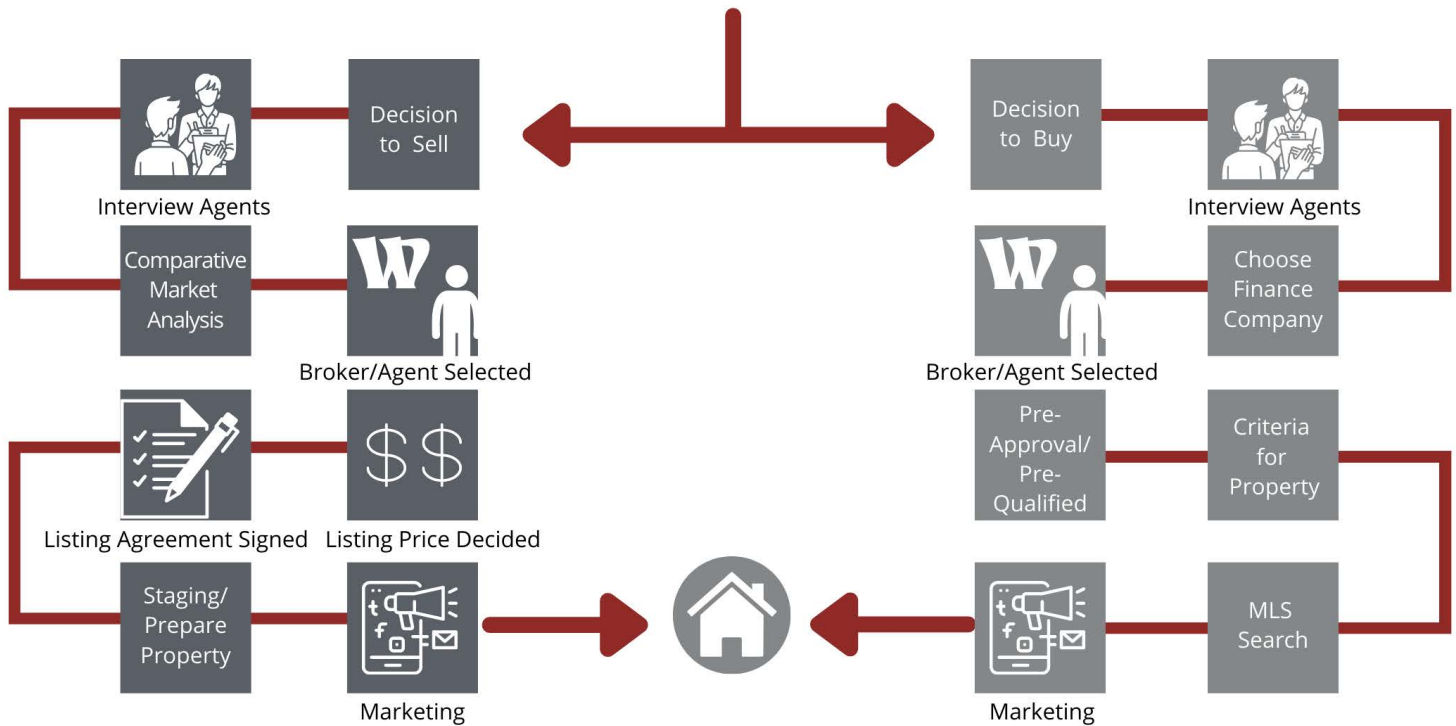 Decision
to Sell
Interview Agents
Comparative
Market
Analysis
W
Broker/Agent Selected
Listing Agreement Signed
$$
Listing Price Decided
Staging/
Prepare
Property
t
f
Marketing
Decision
to Buy
Interview Agents
Choose
Finance
Company
W
Broker/Agent Selected
Pre-
Approval/
Pre-
Qualified
Criteria
for
Property
MLS
Search
t
f
Marketing